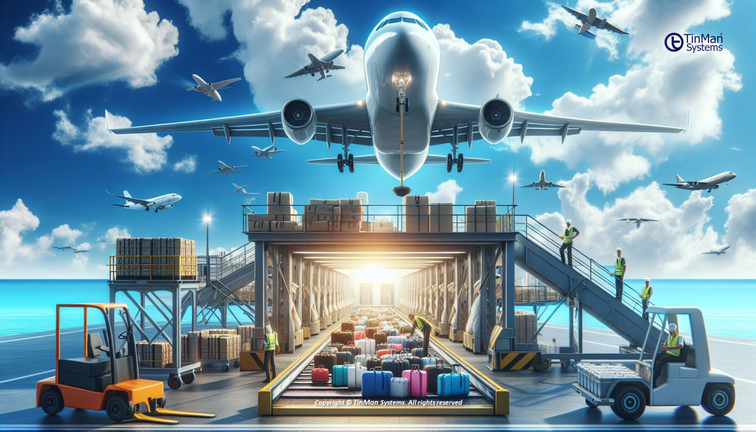 TinMan
Systems
Copyright © TinMan Systems. All rights reserved